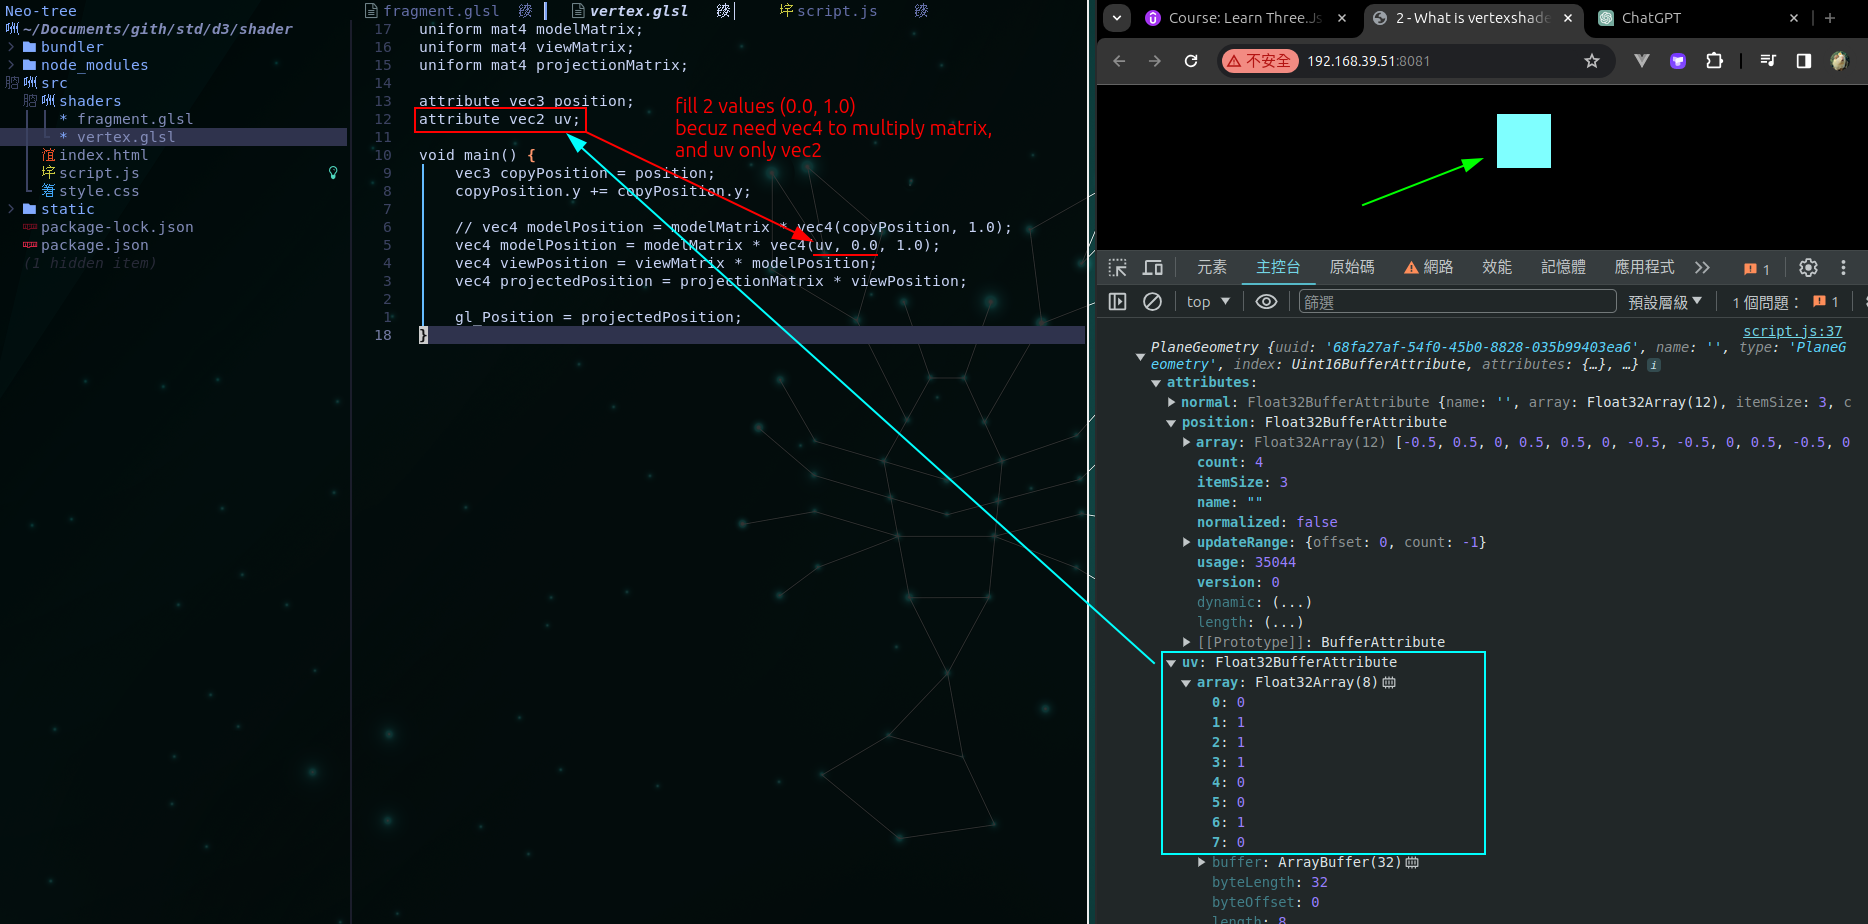 Neo-tree
~/Documents/gith/std/d3/shader
bundler
node_modules
src
shaders
* fragment.glsl
* vertex.glsl
index.html
script.js
style.css
static
package-lock.json
package.json
(1 hidden item)
fragment.glsl
vertex.glsl
script.js
17 uniform mat4 modelMatrix;
16 uniform mat4 viewMatrix;
15 uniform mat4 projectionMatrix;
14
13 attribute vec3 position;
12 attribute vec2 uv;
11
10 void main() {
9 vec3 copyPosition = position;
8 copyPosition.y += copyPosition.y;
7
6 // vec4 modelPosition = modelMatrix * vec4(copyPosition, 1.0);
5 vec4 modelPosition = modelMatrix * vec4(uv, 0.0, 1.0);
4 vec4 viewPosition = viewMatrix * modelPosition;
3 vec4 projectedPosition = projectionMatrix * viewPosition;
2
1 gl_Position = projectedPosition;
18 }
fill 2 values (0.0, 1.0)
becuz need vec4 to multiply matrix,
and uv only vec2
Course: Learn Three.Js
2 - What is vertexshade
ChatGPT
不安全 192.168.39.51:8081
元素 主控台 原始碼 網路 效能 記憶體 應用程式 1
top 篩選 預設層級 1 個問題： 1
script.js:37
PlaneGeometry {uuid: '68fa27af-54f0-45b0-8828-035b99403ea6', name: '', type: 'PlaneG
eometry', index: Uint16BufferAttribute, attributes: {…}, …}
attributes:
normal: Float32BufferAttribute {name: '', array: Float32Array(12), itemSize: 3, c
position: Float32BufferAttribute
array: Float32Array(12) [-0.5, 0.5, 0, 0.5, 0.5, 0, -0.5, -0.5, 0, 0.5, -0.5, 0
count: 4
itemSize: 3
name: ""
normalized: false
updateRange: {offset: 0, count: -1}
usage: 35044
version: 0
dynamic: (...)
length: (...)
[[Prototype]]: BufferAttribute
uv: Float32BufferAttribute
array: Float32Array(8)
0: 0
1: 1
2: 1
3: 1
4: 0
5: 0
6: 1
7: 0
buffer: ArrayBuffer(32)
byteLength: 32
byteOffset: 0
length: 8